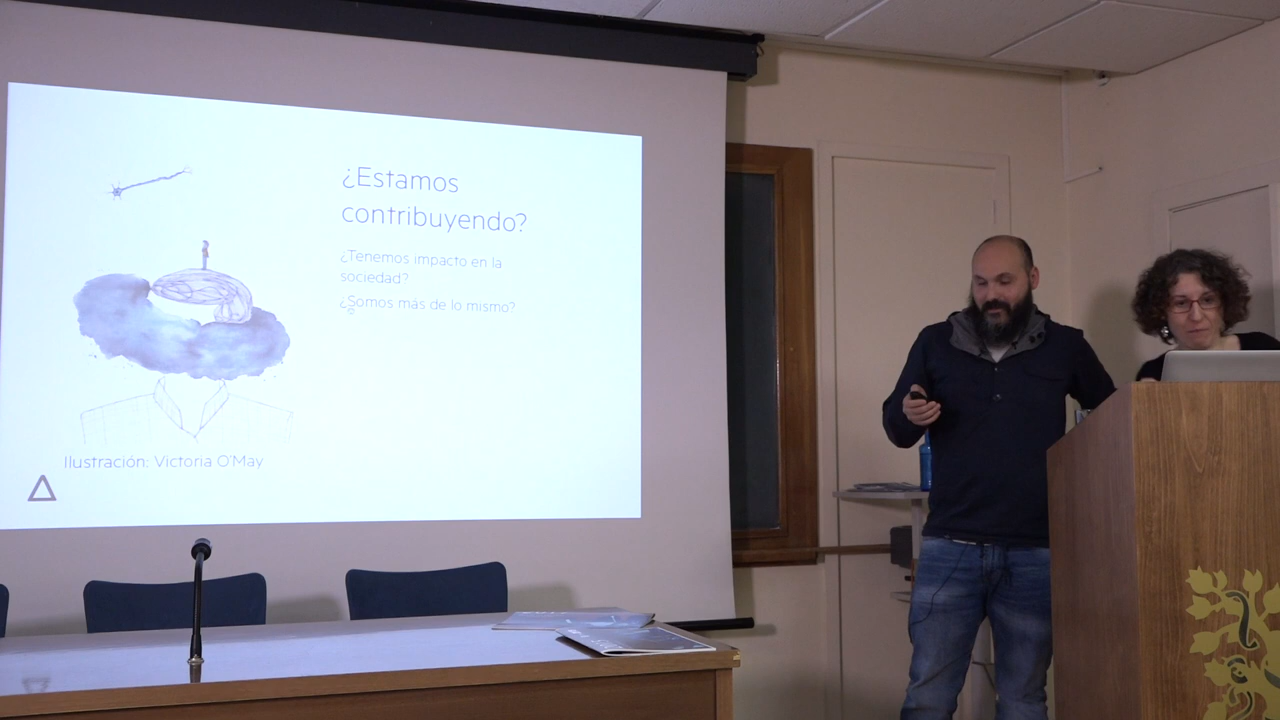 ¿Estamos
contribuyendo?
¿Tenemos impacto en la
sociedad?
¿Somos más de lo mismo?
Ilustración: Victoria O'May